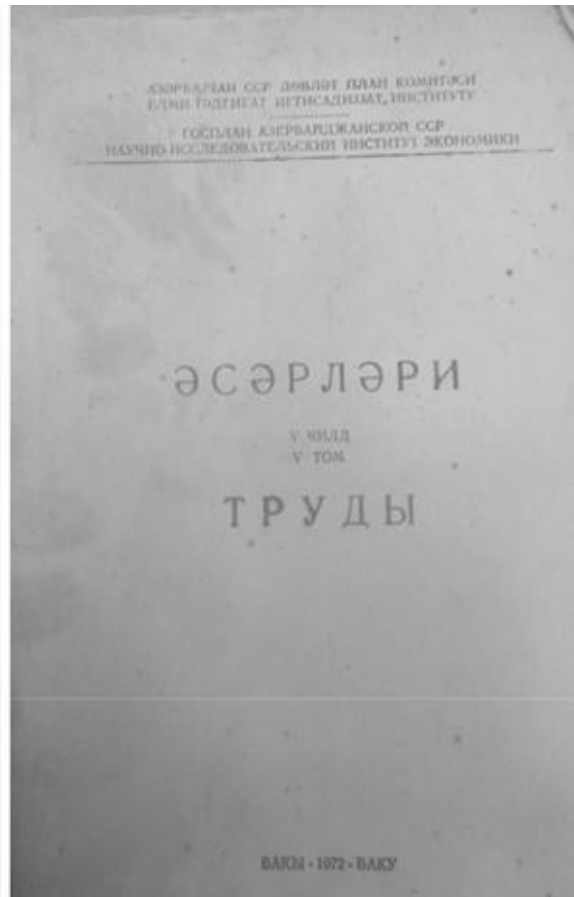 АЗӘРБАЈҸАН ССР ДӨВЛӘТ ПЛАН КОМИТӘСИ
ЕЛМИ ТӘДГИГАТ ИГТИСАДИЈЈАТ ИНСТИТУТУ
ГОСПЛАН АЗЕРБАЙДЖАНСКОЙ ССР
НАУЧНО-ИССЛЕДОВАТЕЛЬСКИЙ ИНСТИТУТ ЭКОНОМИКИ
ӘСӘРЛӘРИ
V ҸИЛД
V ТОМ
ТРУДЫ
БАКЫ - 1972 - БАКУ